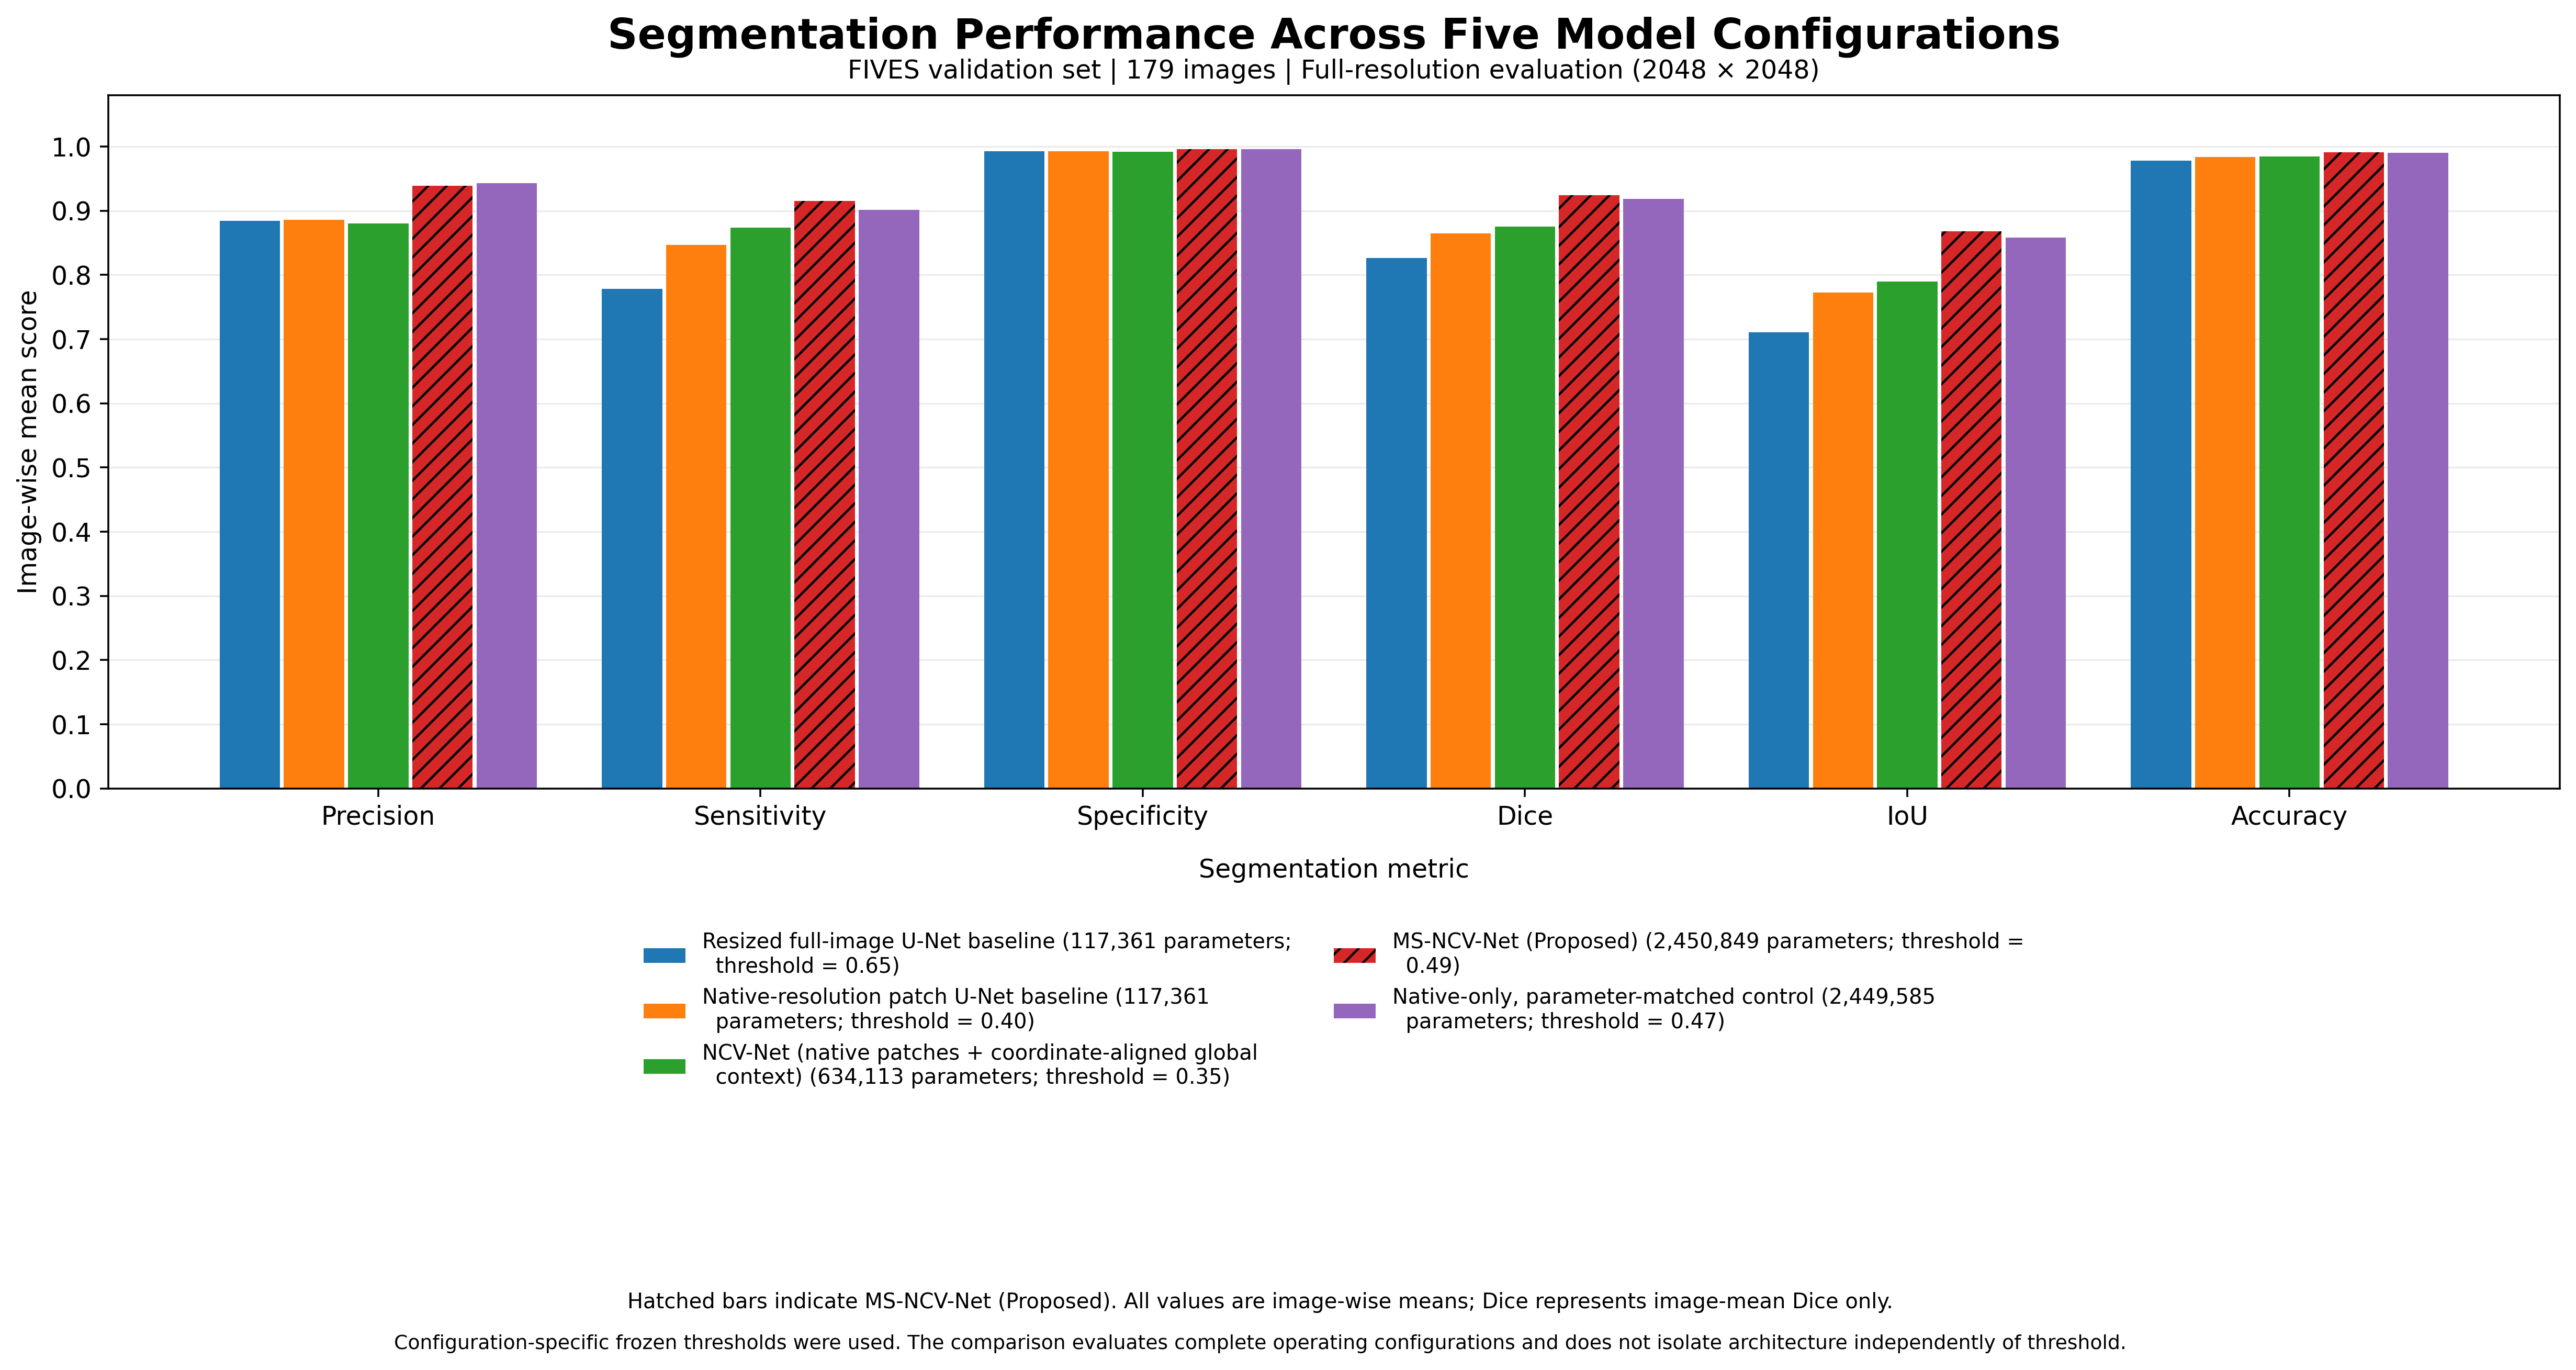 Segmentation Performance Across Five Model Configurations
FIVES validation set | 179 images | Full-resolution evaluation (2048 × 2048)
Image-wise mean score
1.0
0.9
0.8
0.7
0.6
0.5
0.4
0.3
0.2
0.1
0.0
Precision
Sensitivity
Specificity
Dice
IoU
Accuracy
Segmentation metric
Resized full-image U-Net baseline (117,361 parameters;
threshold = 0.65)
Native-resolution patch U-Net baseline (117,361
parameters; threshold = 0.40)
NCV-Net (native patches + coordinate-aligned global
context) (634,113 parameters; threshold = 0.35)
MS-NCV-Net (Proposed) (2,450,849 parameters; threshold =
0.49)
Native-only, parameter-matched control (2,449,585
parameters; threshold = 0.47)
Hatched bars indicate MS-NCV-Net (Proposed). All values are image-wise means; Dice represents image-mean Dice only.
Configuration-specific frozen thresholds were used. The comparison evaluates complete operating configurations and does not isolate architecture independently of threshold.